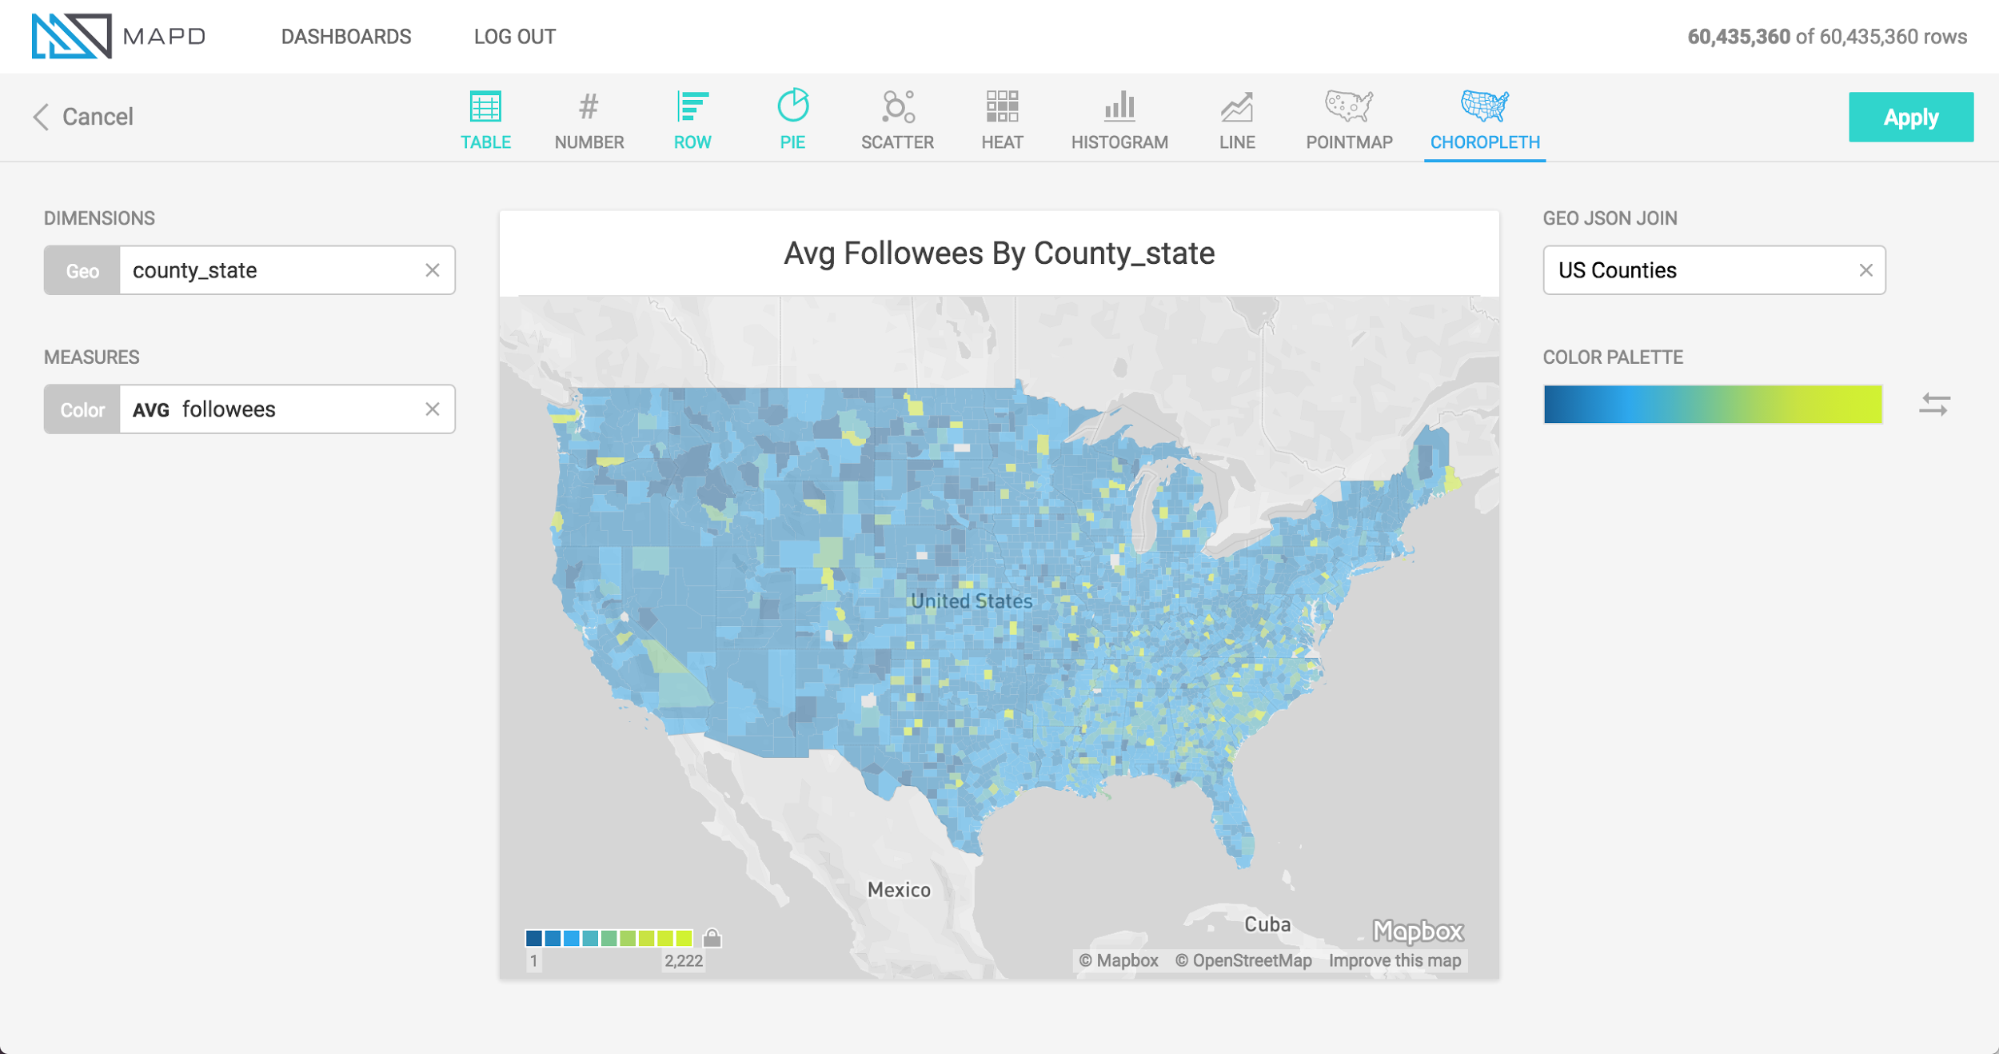 MAPD DASHBOARDS LOG OUT 60,435,360 of 60,435,360 rows
Cancel
TABLE # NUMBER ROW PIE SCATTER HEAT HISTOGRAM LINE POINTMAP CHOROPLETH
Apply
DIMENSIONS
Geo county_state
MEASURES
Color AVG followees
Avg Followees By County_state
United States
Mexico
Cuba
Mapbox
1 2,222
© Mapbox © OpenStreetMap Improve this map
GEO JSON JOIN
US Counties
COLOR PALETTE